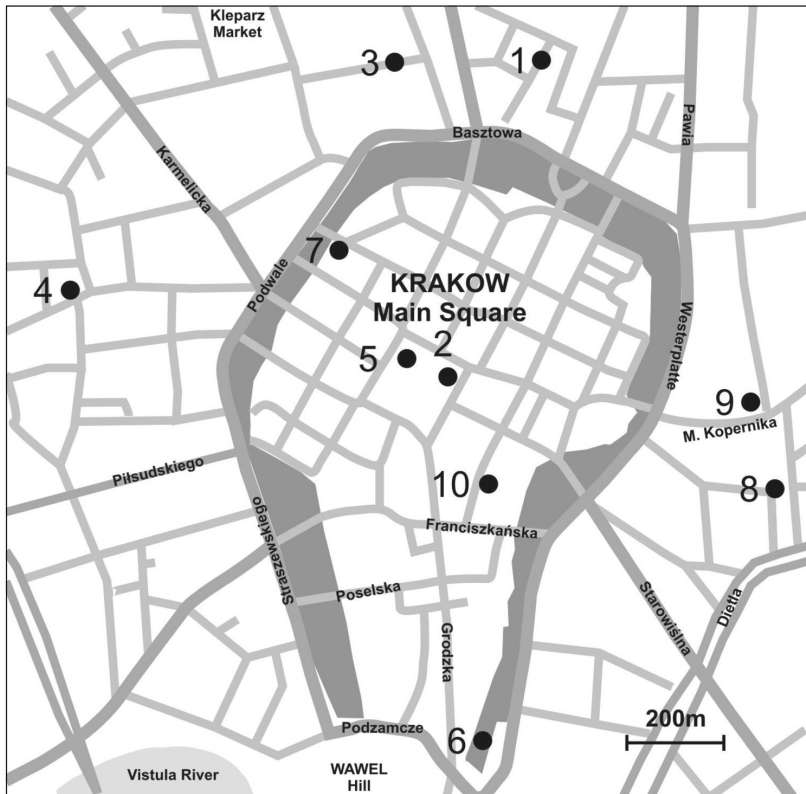 Kleparz
Market
3
1
Basztowa
Pawia
Karmelicka
7
KRAKOW
Main Square
Podwale
4
Westerplatte
5
2
9
M. Kopernika
Piłsudskiego
10
8
Franciszkańska
Straszewskiego
Poselska
Starowiślna
Dietla
Grodzka
200m
Podzamcze
6
Vistula River
WAWEL
Hill